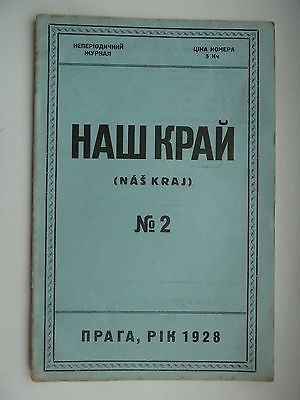 НЕПЕРІОДИЧНИЙ ЖУРНАЛ
ЦІНА НОМЕРА 5 Кч
НАШ КРАЙ
(NÁŠ KRAJ)
№ 2
ПРАГА, РІК 1928